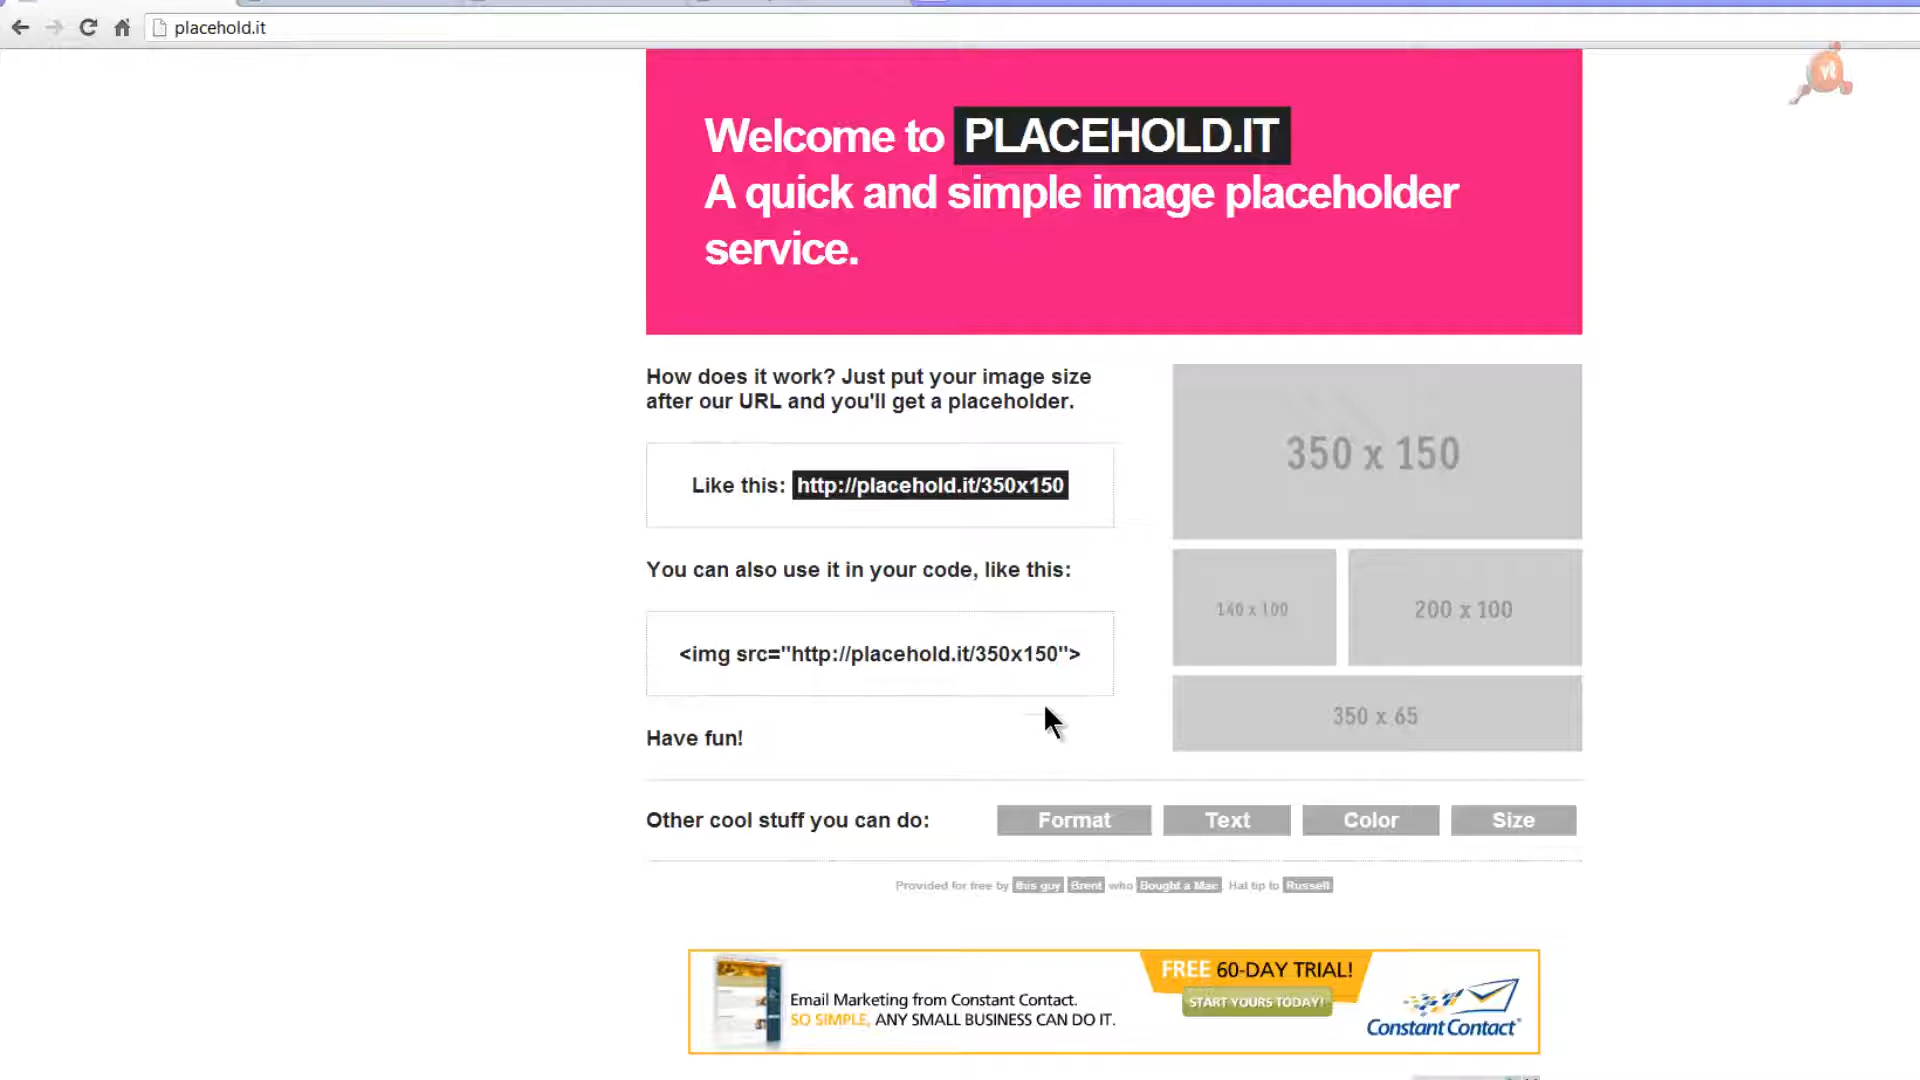 placehold.it
Welcome to PLACEHOLD.IT
A quick and simple image placeholder
service.
How does it work? Just put your image size
after our URL and you'll get a placeholder.
Like this: http://placehold.it/350x150
You can also use it in your code, like this:
<img src="http://placehold.it/350x150">
Have fun!
350 x 150
140 x 100
200 x 100
350 x 65
Other cool stuff you can do:
Format
Text
Color
Size
Provided for free by this guy Brent who Bought a Mac. Hat tip to Russell
Email Marketing from Constant Contact.
SO SIMPLE, ANY SMALL BUSINESS CAN DO IT.
FREE 60-DAY TRIAL!
START YOURS TODAY!
Constant Contact